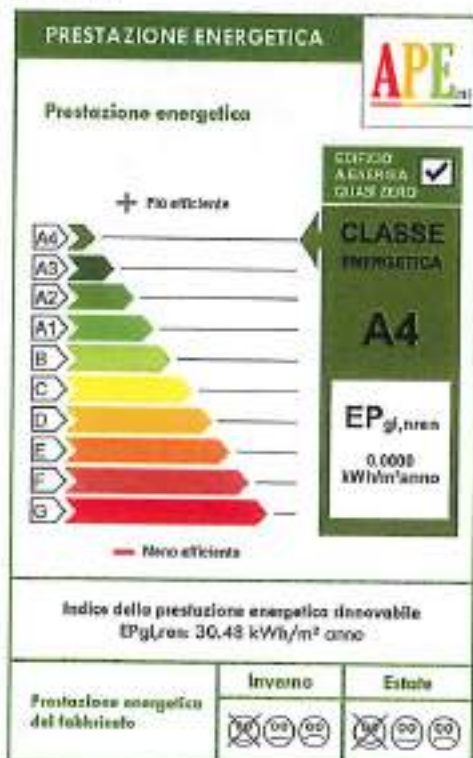 PRESTAZIONE ENERGETICA
APE
Prestazione energetica
EDIFICIO
A ENERGIA
QUASI ZERO
+ Più efficiente
CLASSE
ENERGETICA
A4
A4
A3
A2
A1
B
C
D
E
F
G
EPgl,nren
0.0000
kWh/m²anno
Meno efficiente
Indice della prestazione energetica rinnovabile
EPgl,ren: 30.48 kWh/m² anno
Prestazione energetica
del fabbricato
Inverno
Estate